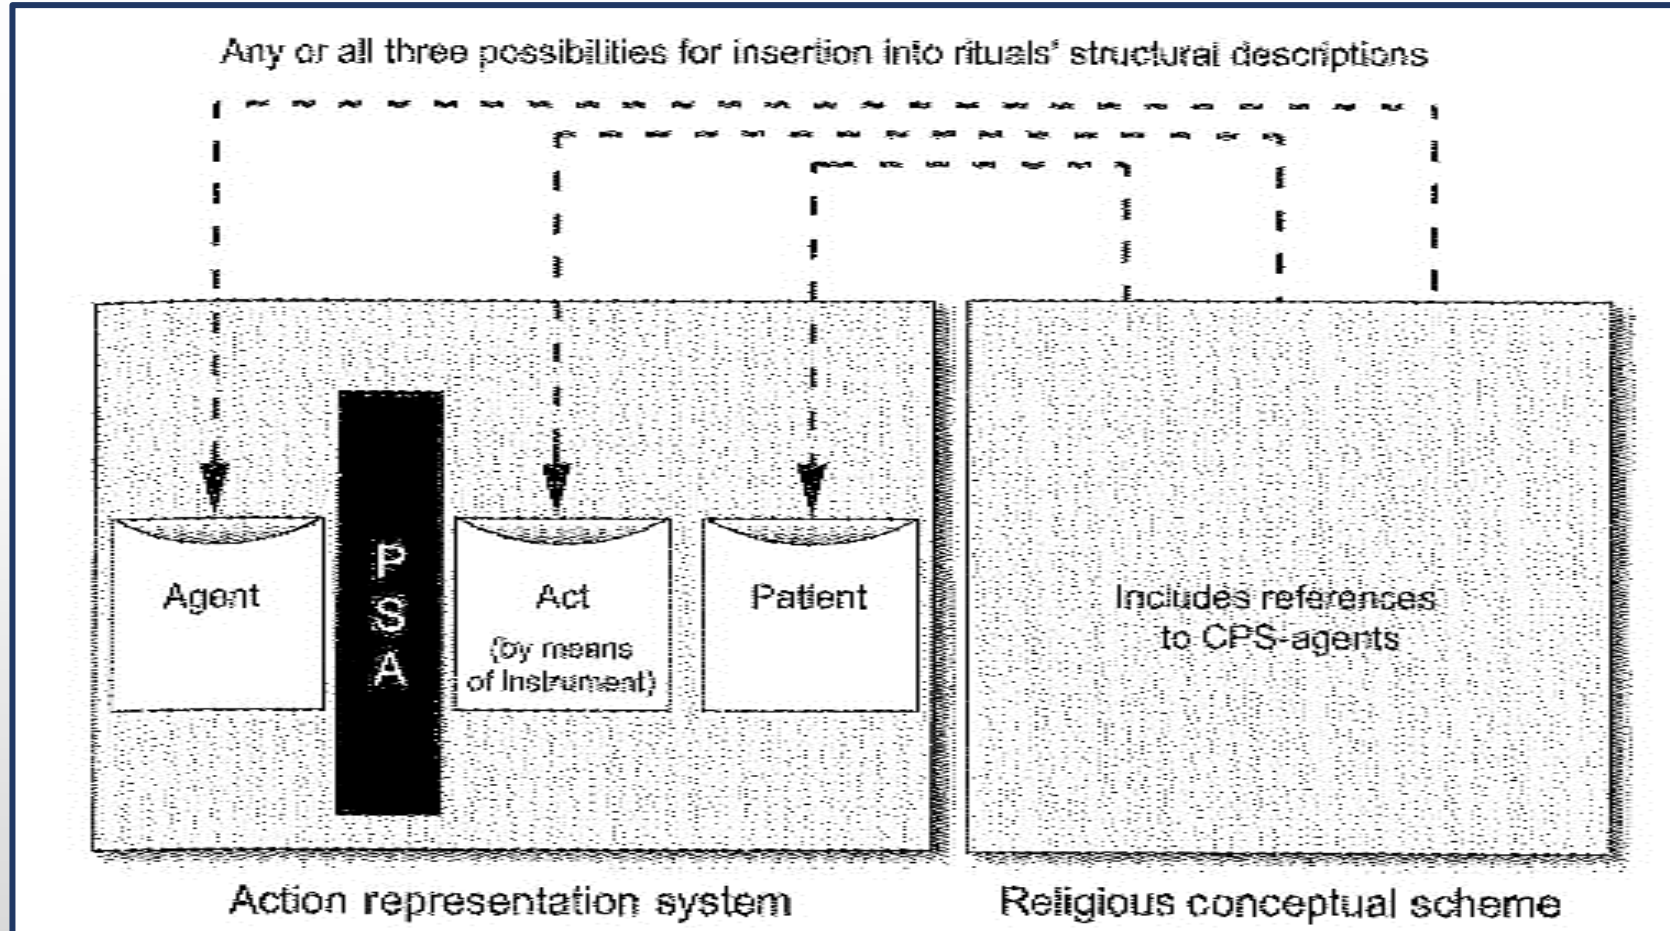 Any or all three possibilities for insertion into rituals' structural descriptions
Agent
PSA
Act
(by means
of Instrument)
Patient
Includes references
to CPS-agents
Action representation system
Religious conceptual scheme